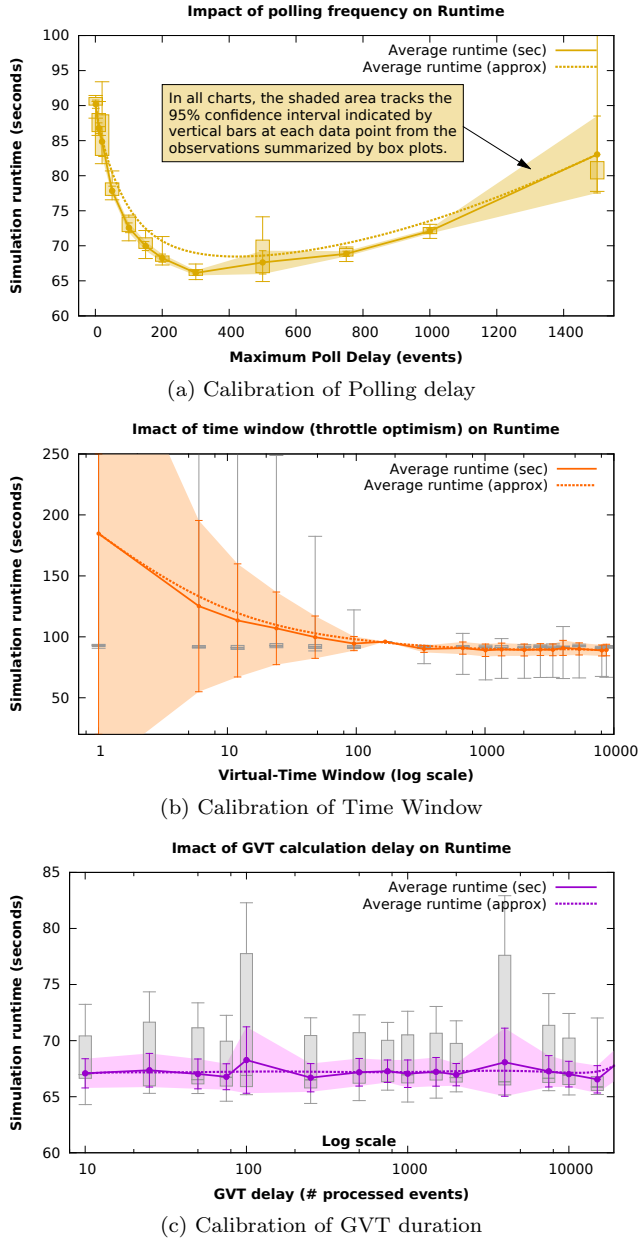 Impact of polling frequency on Runtime
100
95
90
85
80
75
70
65
60
Simulation runtime (seconds)
Average runtime (sec)
Average runtime (approx)
In all charts, the shaded area tracks the
95% confidence interval indicated by
vertical bars at each data point from the
observations summarized by box plots.
0 200 400 600 800 1000 1200 1400
Maximum Poll Delay (events)
(a) Calibration of Polling delay
Imact of time window (throttle optimism) on Runtime
250
200
150
100
50
Simulation runtime (seconds)
Average runtime (sec)
Average runtime (approx)
1 10 100 1000 10000
Virtual-Time Window (log scale)
(b) Calibration of Time Window
Imact of GVT calculation delay on Runtime
85
80
75
70
65
60
Simulation runtime (seconds)
Average runtime (sec)
Average runtime (approx)
Log scale
10 100 1000 10000
GVT delay (# processed events)
(c) Calibration of GVT duration